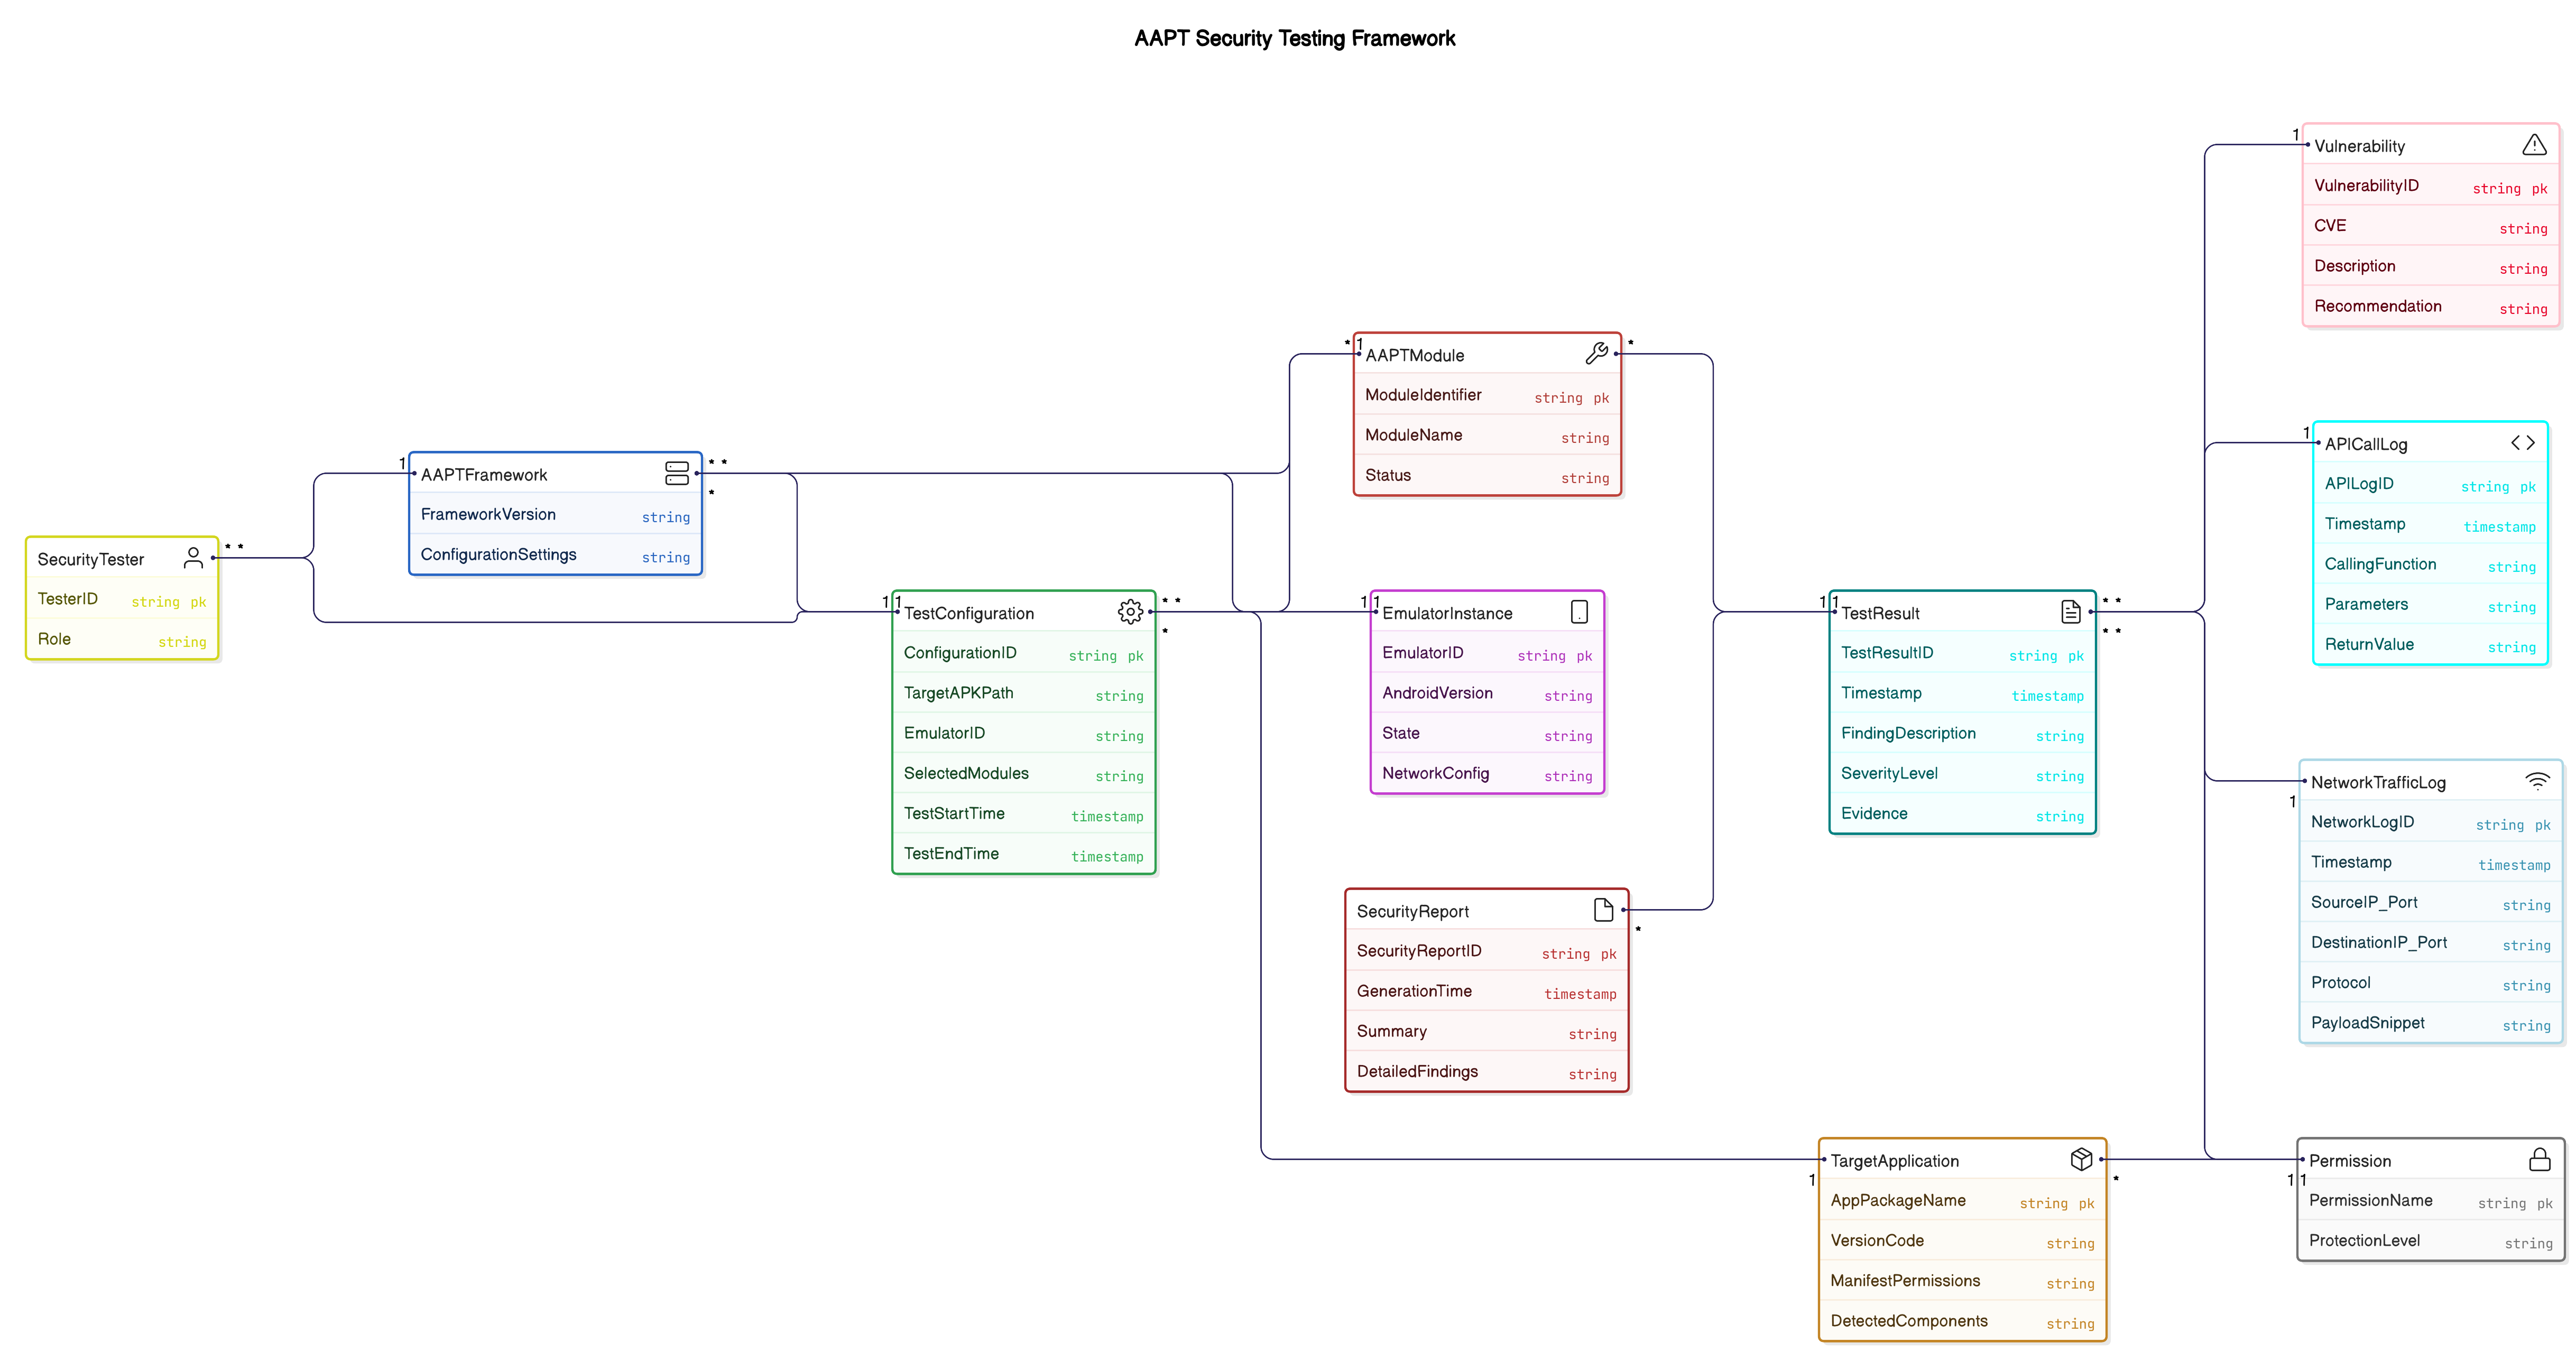 AAPT Security Testing Framework
SecurityTester
TesterID string pk
Role string
* *
1
AAPTFramework
FrameworkVersion string
ConfigurationSettings string
* *
*
1 1
TestConfiguration
ConfigurationID string pk
TargetAPKPath string
EmulatorID string
SelectedModules string
TestStartTime timestamp
TestEndTime timestamp
* *
*
* 1
AAPTModule
ModuleIdentifier string pk
ModuleName string
Status string
*
1 1
EmulatorInstance
EmulatorID string pk
AndroidVersion string
State string
NetworkConfig string
SecurityReport
SecurityReportID string pk
GenerationTime timestamp
Summary string
DetailedFindings string
*
1 1
TestResult
TestResultID string pk
Timestamp timestamp
FindingDescription string
SeverityLevel string
Evidence string
* *
* *
1
TargetApplication
AppPackageName string pk
VersionCode string
ManifestPermissions string
DetectedComponents string
*
1
Vulnerability
VulnerabilityID string pk
CVE string
Description string
Recommendation string
1
APICallLog
APILogID string pk
Timestamp timestamp
CallingFunction string
Parameters string
ReturnValue string
1
NetworkTrafficLog
NetworkLogID string pk
Timestamp timestamp
SourceIP_Port string
DestinationIP_Port string
Protocol string
PayloadSnippet string
1 1
Permission
PermissionName string pk
ProtectionLevel string